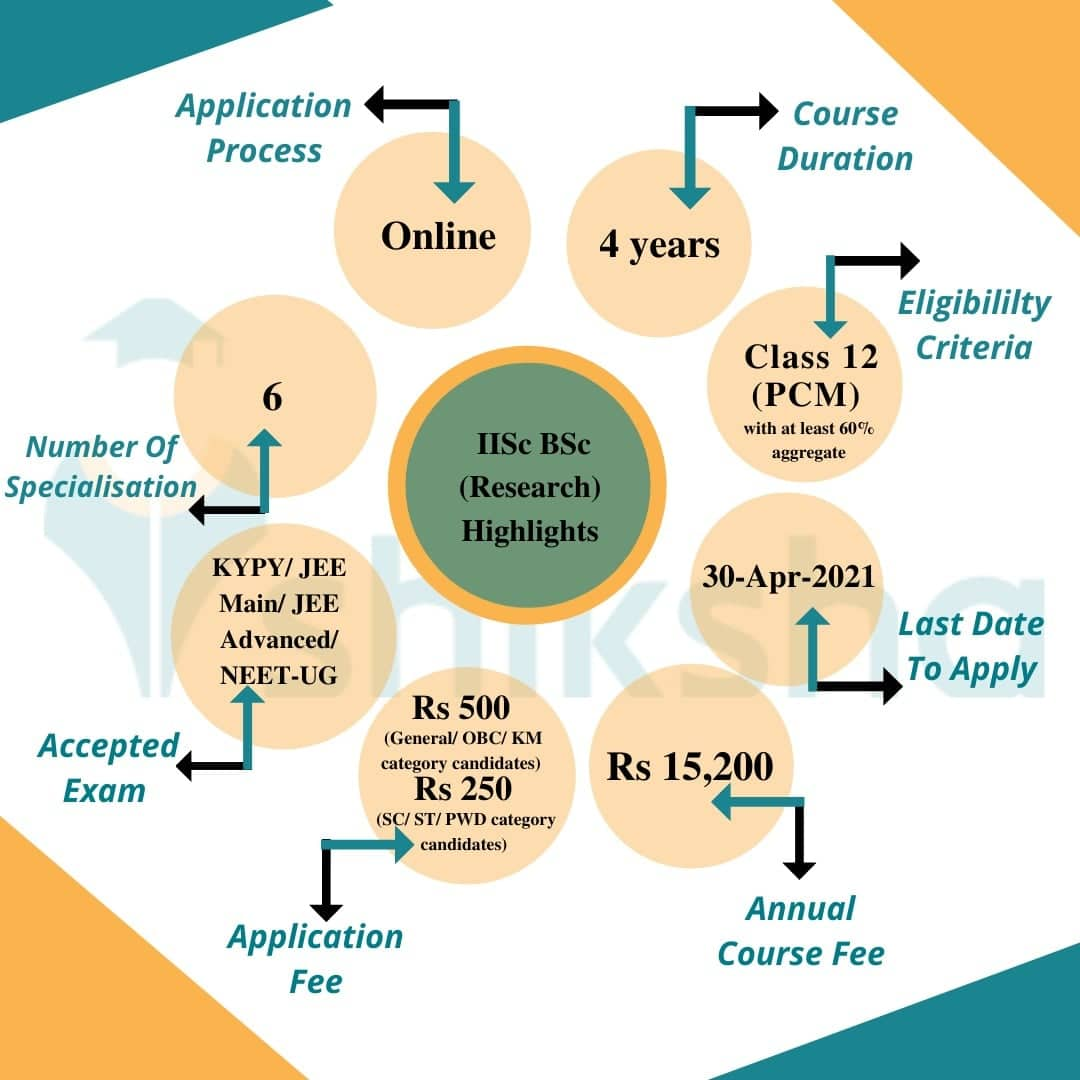 Application
Process
Online
Course
Duration
4 years
Eligibililty
Criteria
Class 12
(PCM)
with at least 60%
aggregate
6
Number Of
Specialisation
IISc BSc
(Research)
Highlights
30-Apr-2021
Last Date
To Apply
KYPY/ JEE
Main/ JEE
Advanced/
NEET-UG
Accepted
Exam
Rs 500
(General/ OBC/ KM
category candidates)
Rs 250
(SC/ ST/ PWD category
candidates)
Application
Fee
Rs 15,200
Annual
Course Fee
shiksha